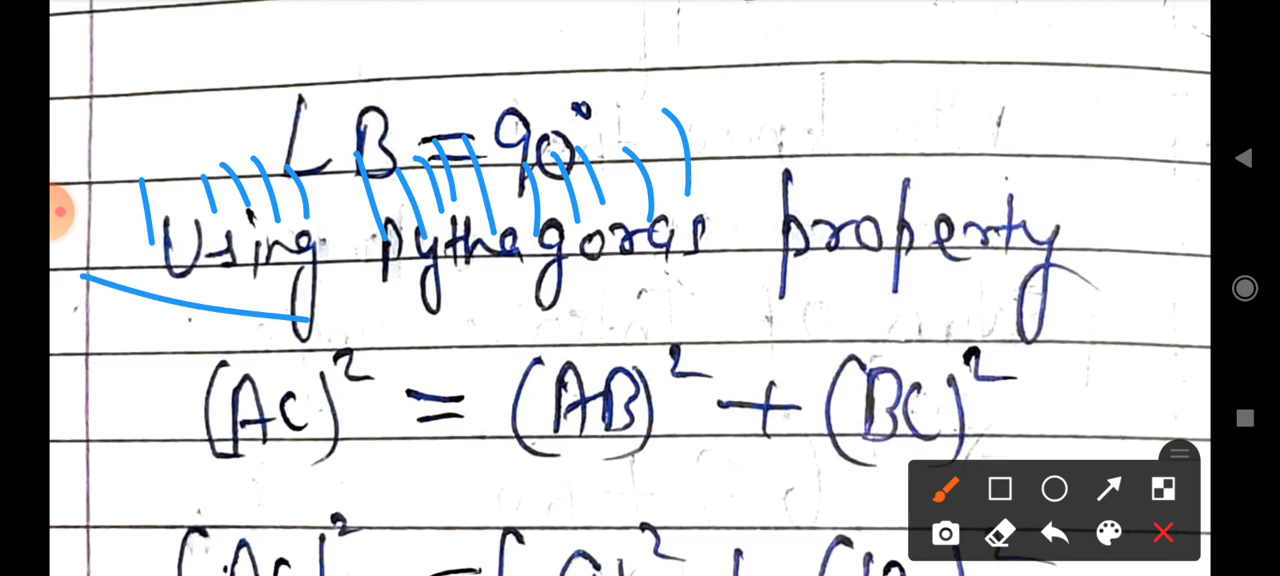 ∠B = 90°
Using pythagoras property
(AC)² = (AB)² + (BC)²